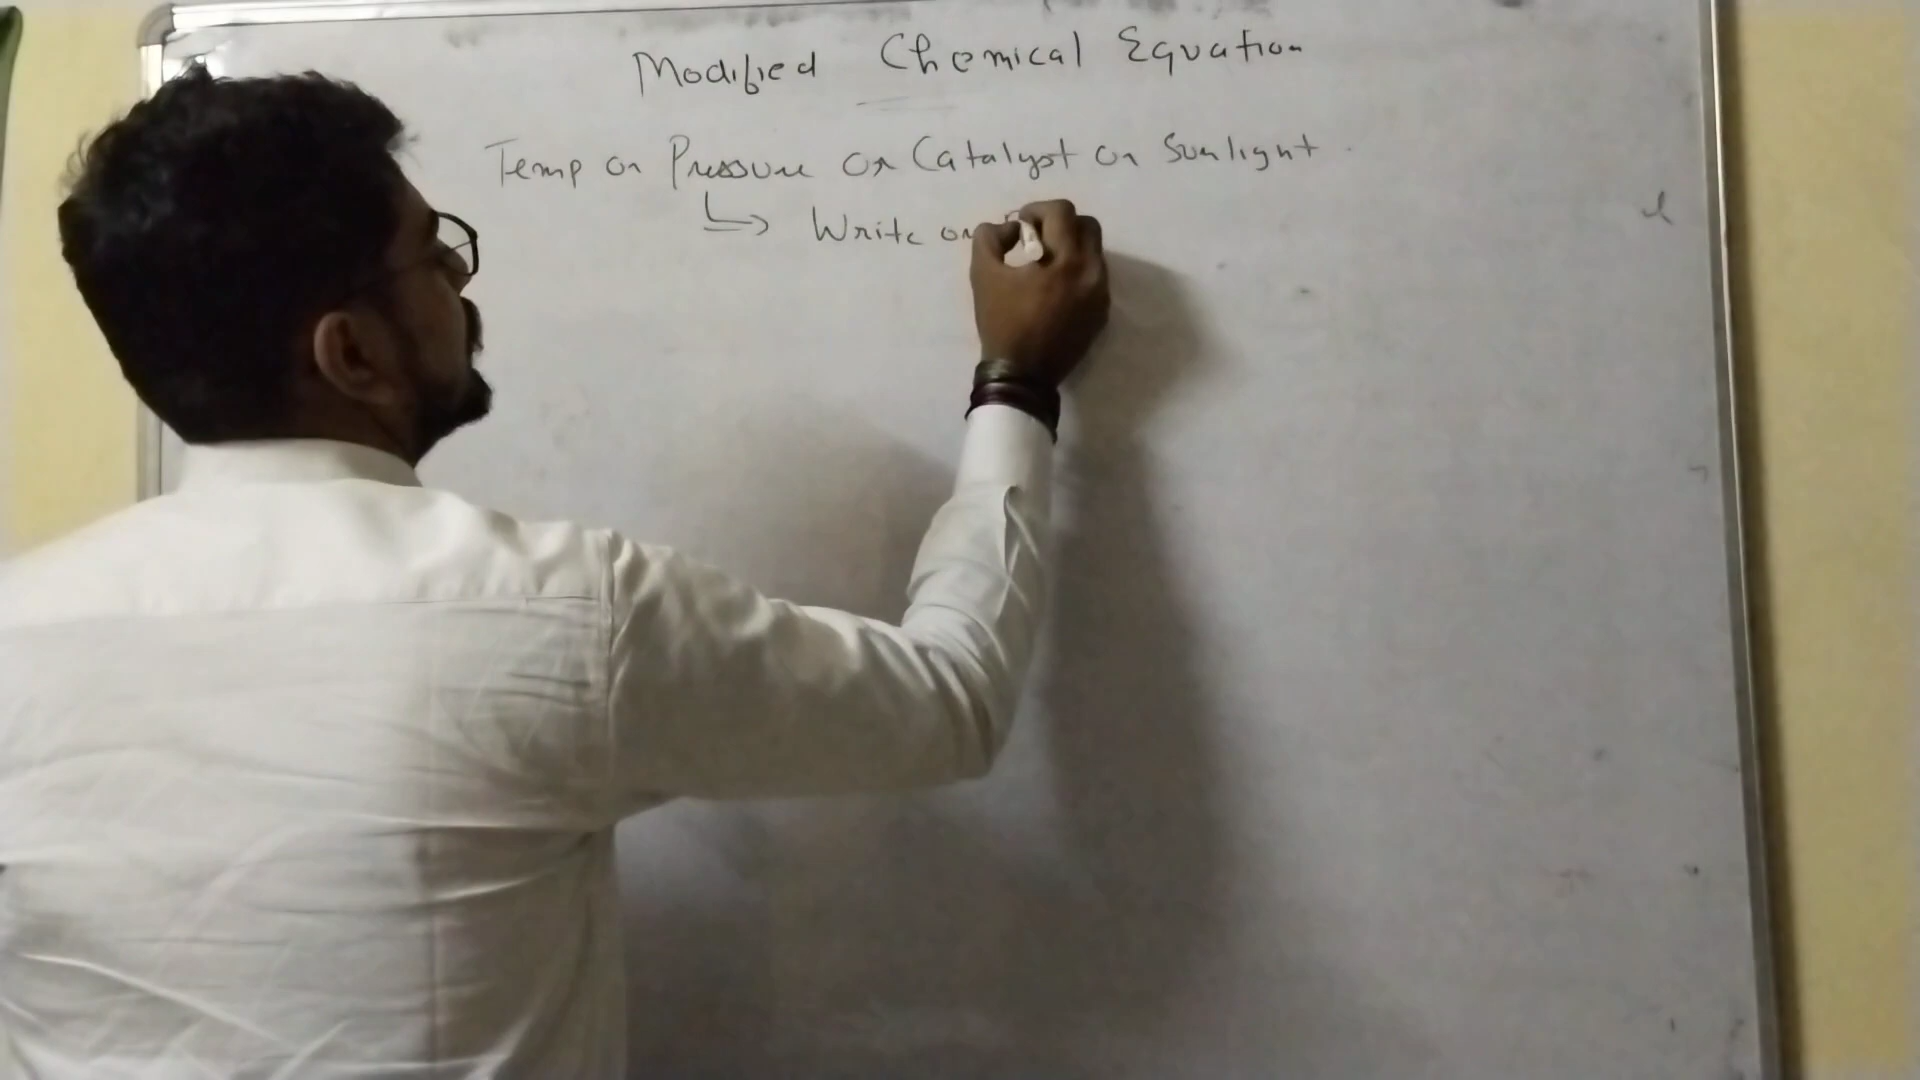 Modified Chemical Equation
Temp or Pressure or Catalyst or Sunlight.
↳ Write on